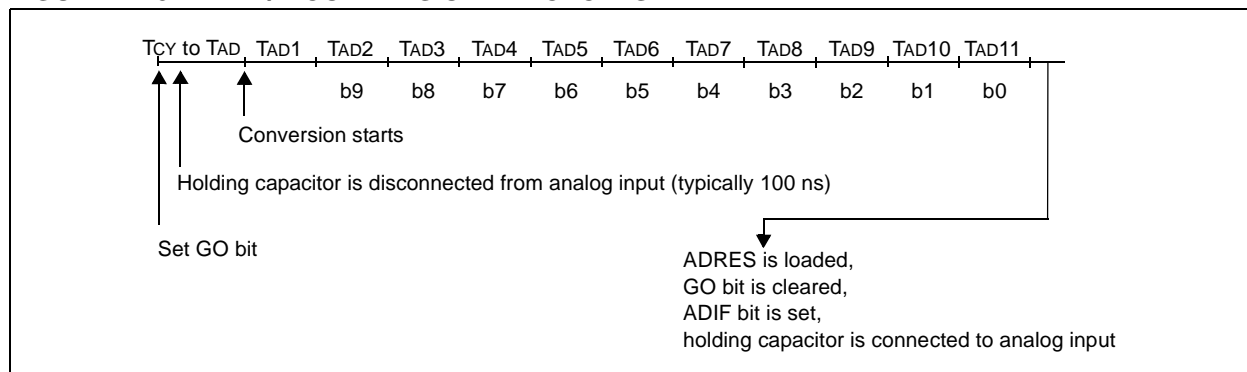 TCY to TAD TAD1 TAD2 TAD3 TAD4 TAD5 TAD6 TAD7 TAD8 TAD9 TAD10 TAD11
b9 b8 b7 b6 b5 b4 b3 b2 b1 b0
Conversion starts
Holding capacitor is disconnected from analog input (typically 100 ns)
Set GO bit
ADRES is loaded,
GO bit is cleared,
ADIF bit is set,
holding capacitor is connected to analog input